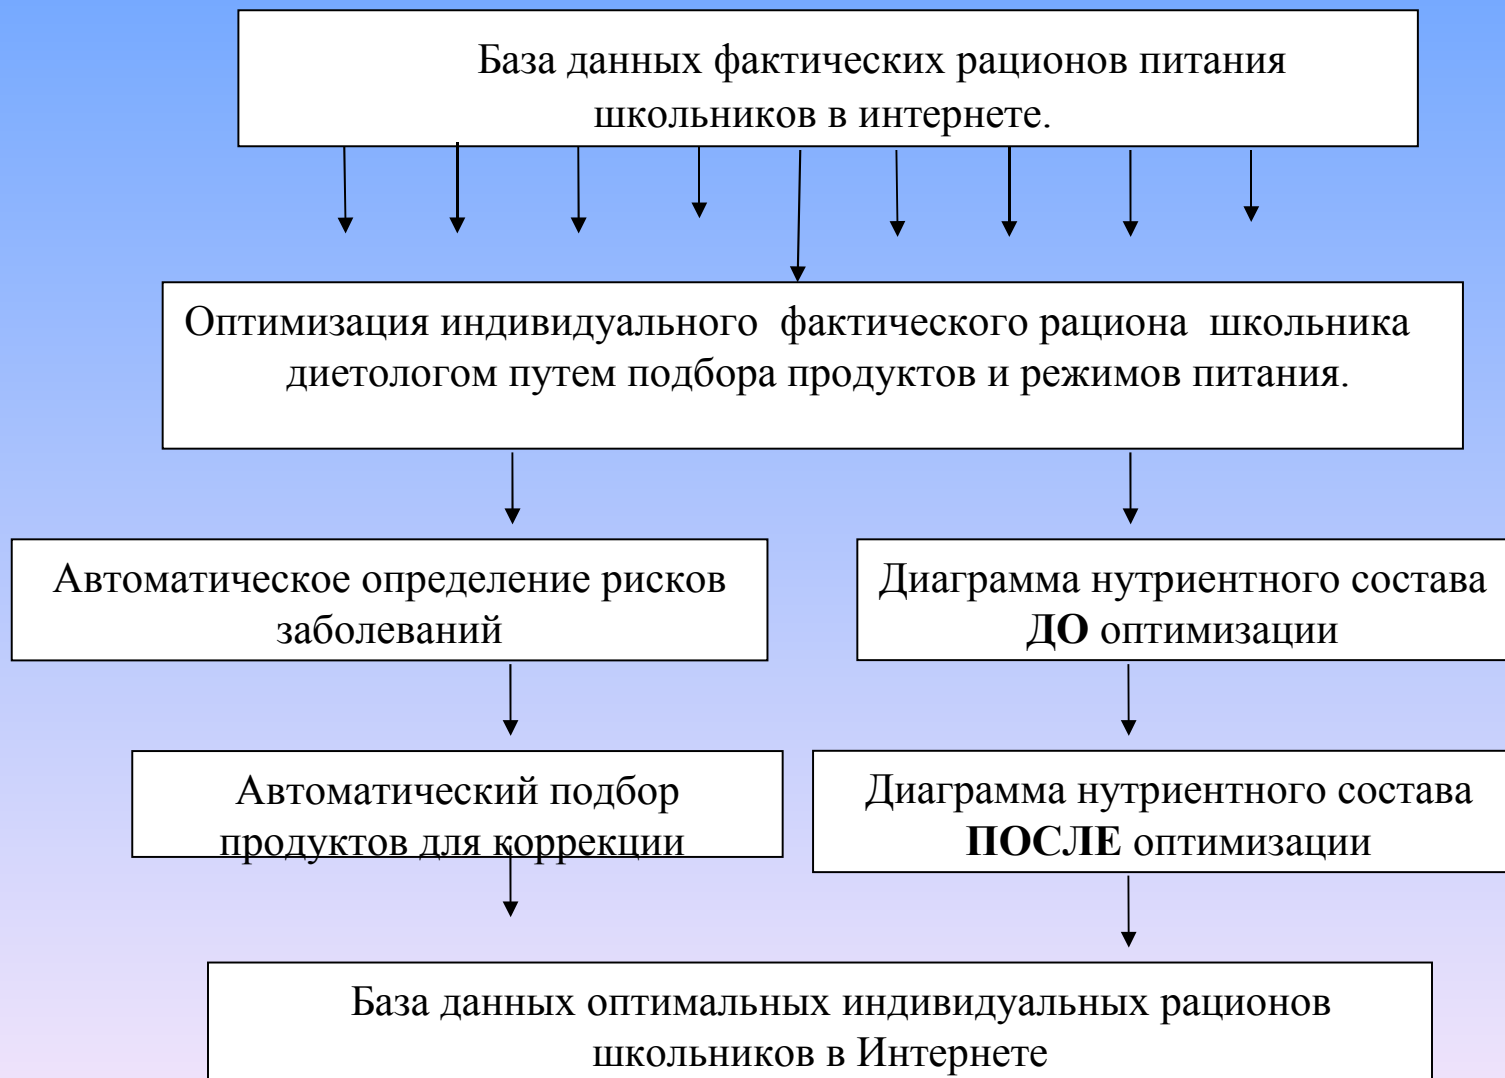 База данных фактических рационов питания
школьников в интернете.
Оптимизация индивидуального фактического рациона школьника
диетологом путем подбора продуктов и режимов питания.
Автоматическое определение рисков
заболеваний
Диаграмма нутриентного состава
ДО оптимизации
Автоматический подбор
продуктов для коррекции
Диаграмма нутриентного состава
ПОСЛЕ оптимизации
База данных оптимальных индивидуальных рационов
школьников в Интернете